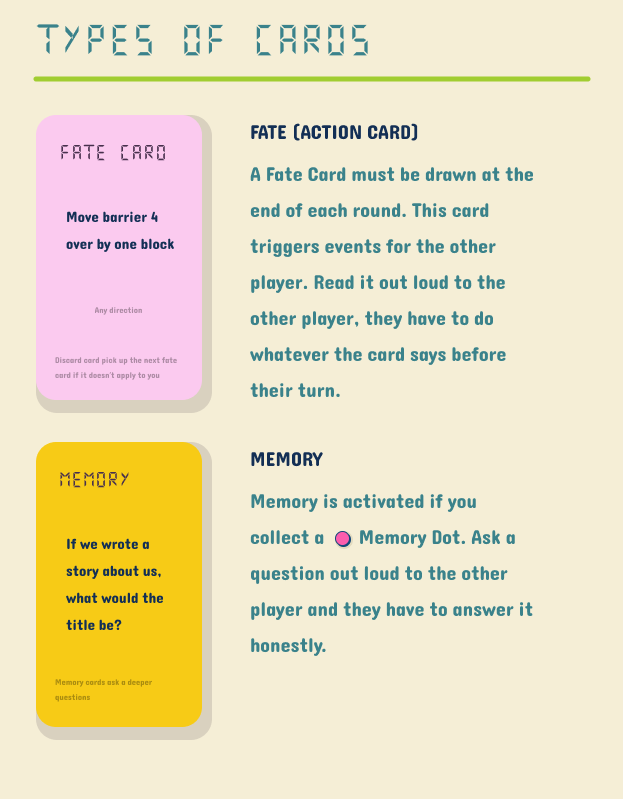 TYPES OF CARDS
FATE CARD
Move barrier 4
over by one block
Any direction
Discard card pick up the next fate
card if it doesn't apply to you
FATE (ACTION CARD)
A Fate Card must be drawn at the
end of each round. This card
triggers events for the other
player. Read it out loud to the
other player, they have to do
whatever the card says before
their turn.
MEMORY
If we wrote a
story about us,
what would the
title be?
Memory cards ask a deeper
questions
MEMORY
Memory is activated if you
collect a Memory Dot. Ask a
question out loud to the other
player and they have to answer it
honestly.